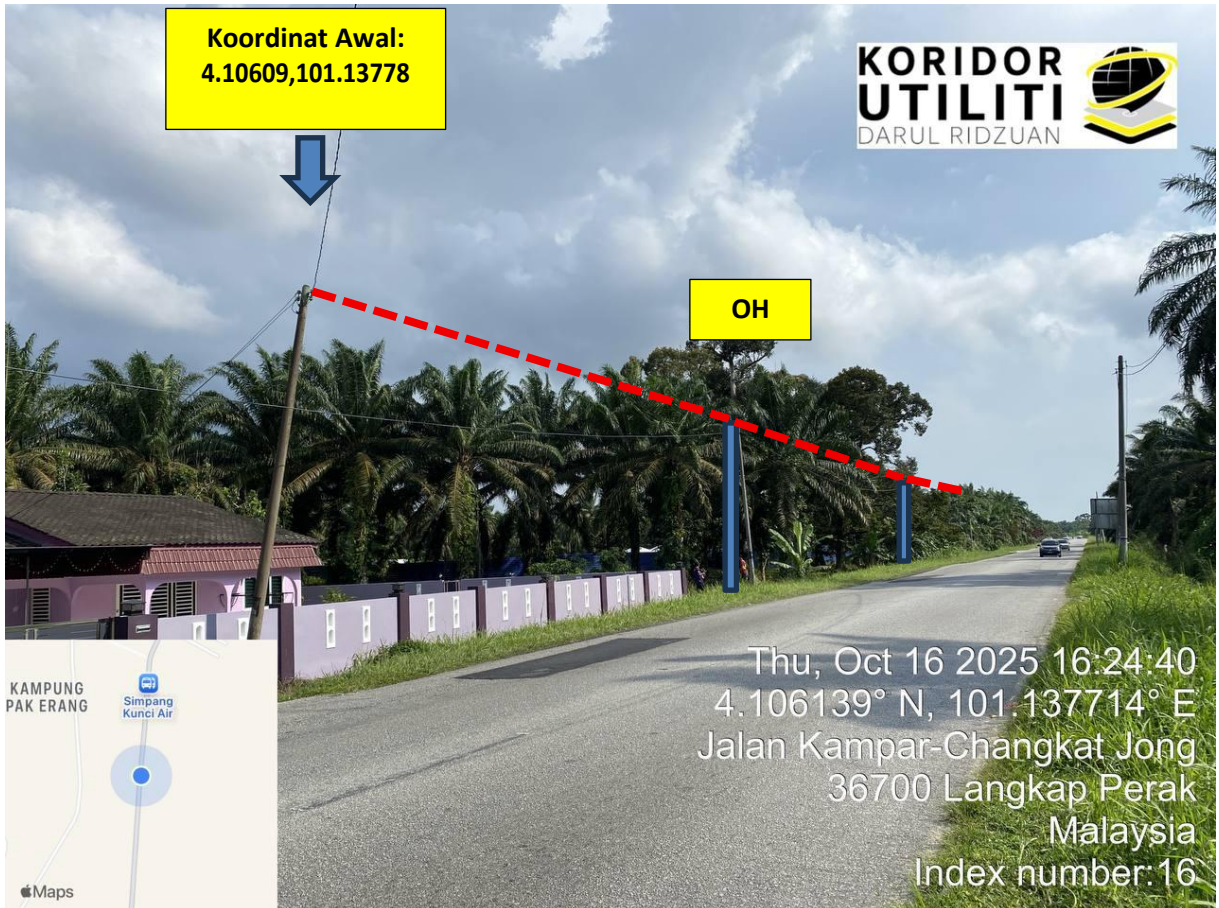 Koordinat Awal:
4.10609,101.13778
KORIDOR
UTILITI
DARUL RIDZUAN
OH
Thu, Oct 16 2025 16:24:40
4.106139° N, 101.137714° E
Jalan Kampar-Changkat Jong
36700 Langkap Perak
Malaysia
Index number:16
KAMPUNG
PAK ERANG
Simpang
Kunci Air
Maps